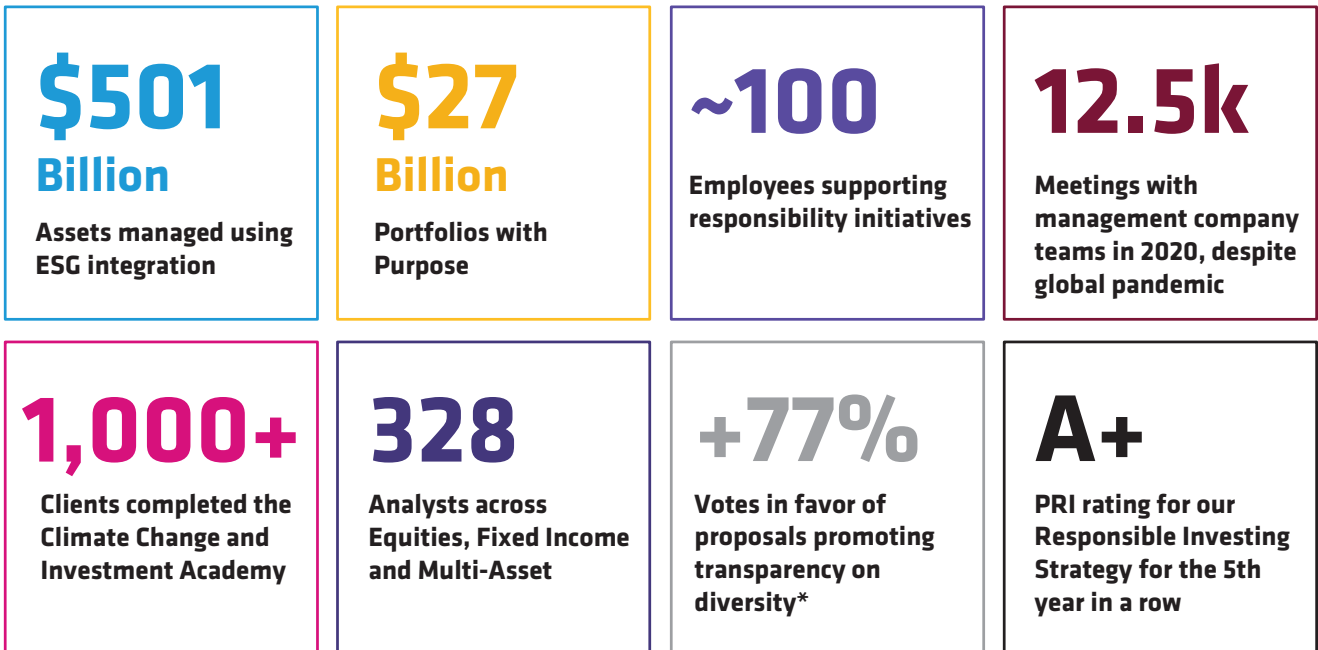 $501
Billion
Assets managed using
ESG integration
$27
Billion
Portfolios with
Purpose
~100
Employees supporting
responsibility initiatives
12.5k
Meetings with
management company
teams in 2020, despite
global pandemic
1,000+
Clients completed the
Climate Change and
Investment Academy
328
Analysts across
Equities, Fixed Income
and Multi-Asset
+77%
Votes in favor of
proposals promoting
transparency on
diversity*
A+
PRI rating for our
Responsible Investing
Strategy for the 5th
year in a row